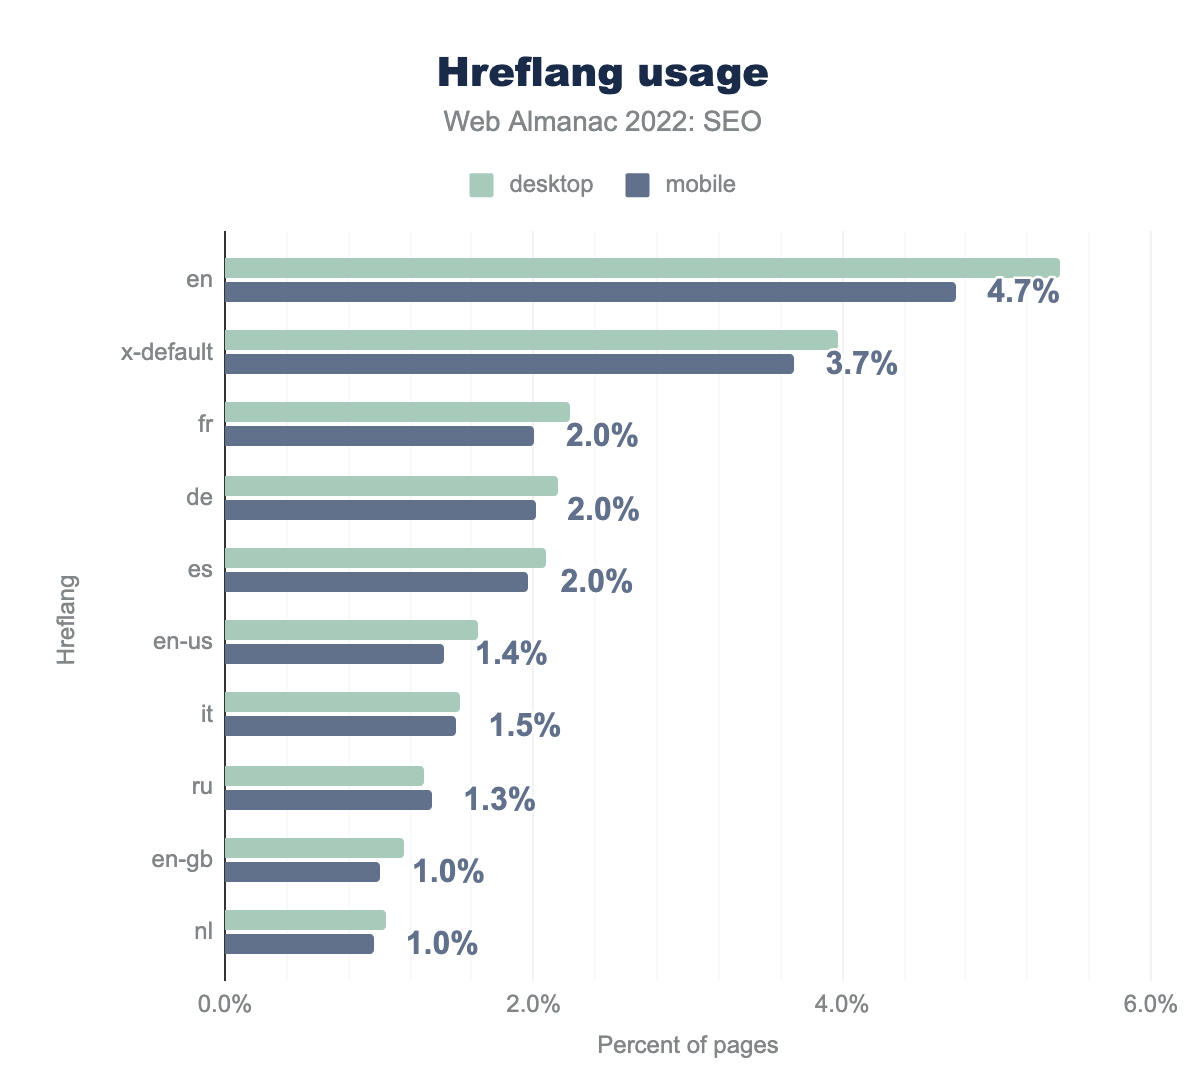 Hreflang usage
Web Almanac 2022: SEO
desktop mobile
en 4.7%
x-default 3.7%
fr 2.0%
de 2.0%
es 2.0%
en-us 1.4%
it 1.5%
ru 1.3%
en-gb 1.0%
nl 1.0%
Hreflang
0.0% 2.0% 4.0% 6.0%
Percent of pages